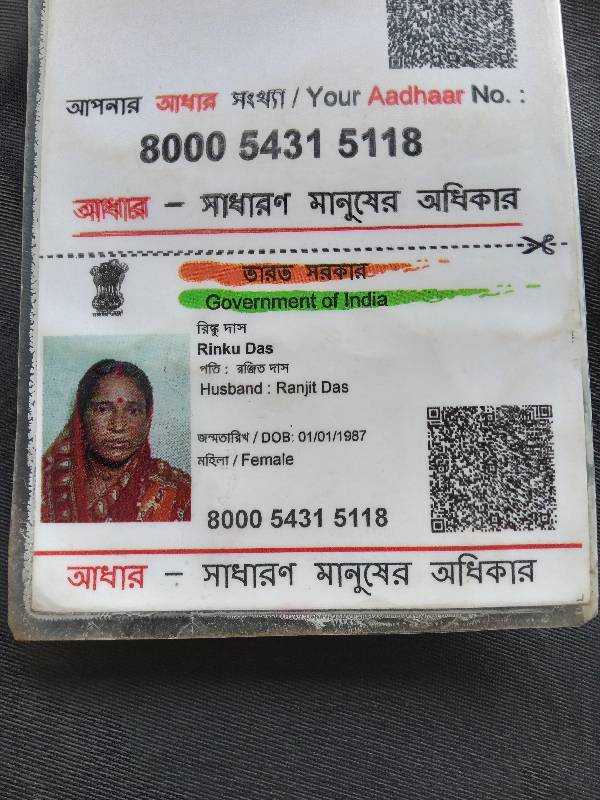 আপনার আধার সংখ্যা / Your Aadhaar No. :
8000 5431 5118
আধার – সাধারণ মানুষের অধিকার
ভারত সরকার
Government of India
রিঙ্কু দাস
Rinku Das
পতি : রঞ্জিত দাস
Husband : Ranjit Das
জন্মতারিখ / DOB: 01/01/1987
মহিলা / Female
8000 5431 5118
আধার – সাধারণ মানুষের অধিকার